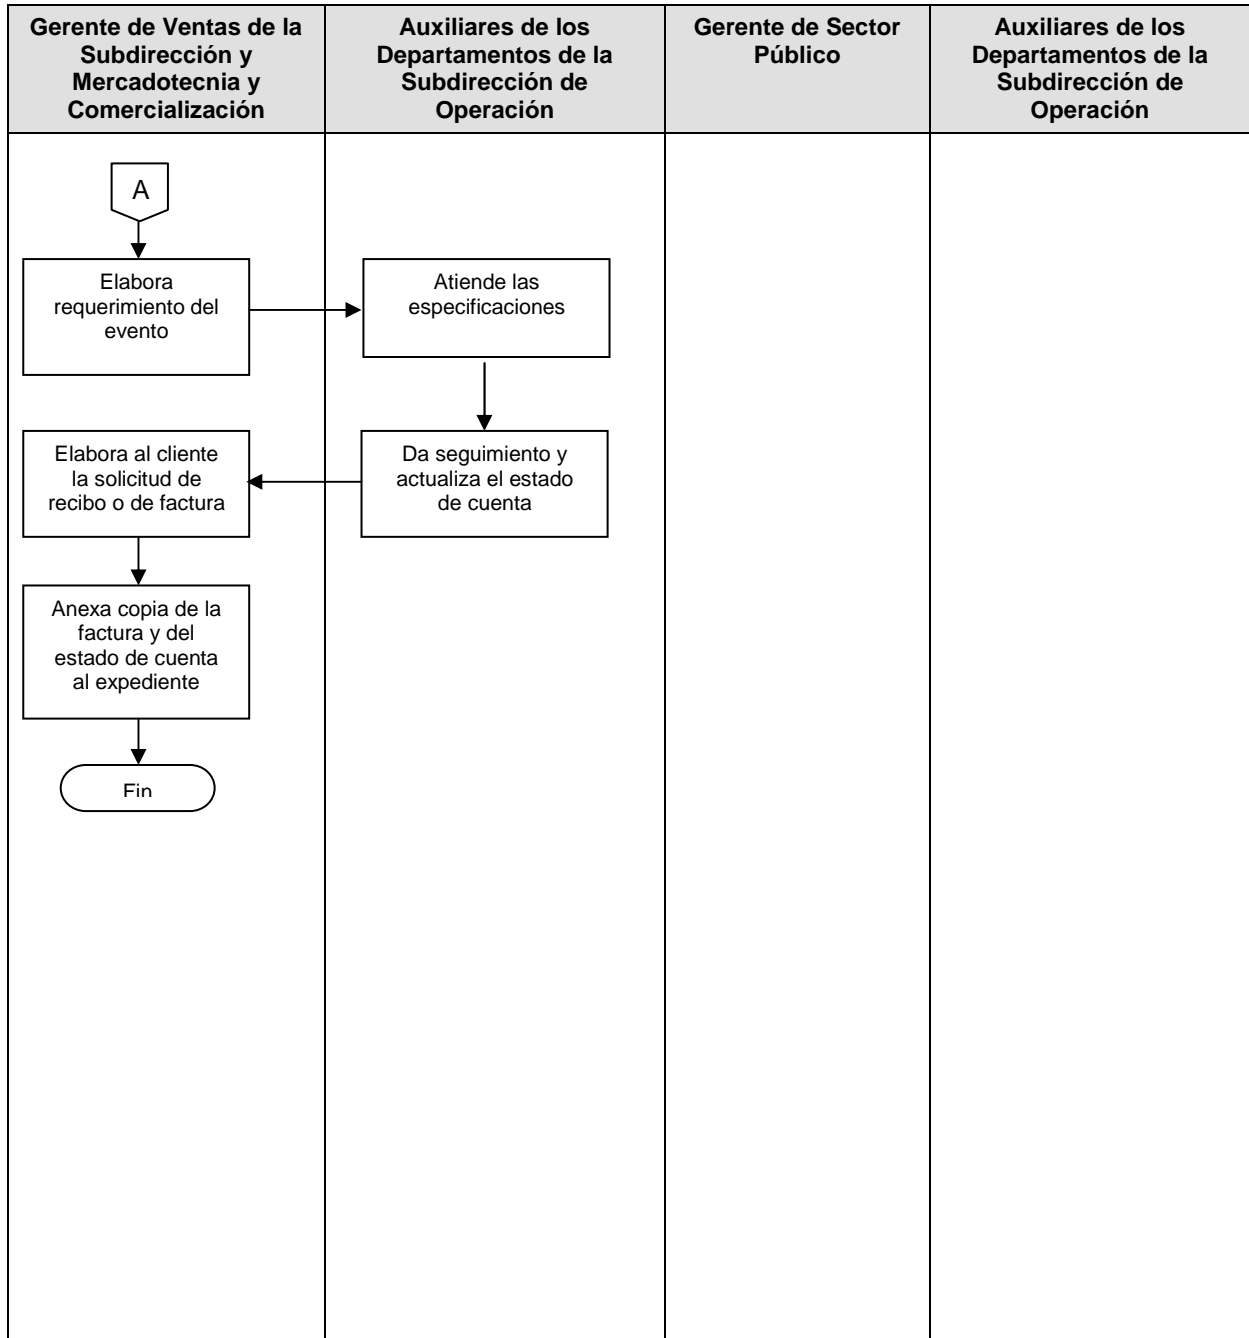 Gerente de Ventas de la
Subdirección y
Mercadotecnia y
Comercialización
Auxiliares de los
Departamentos de la
Subdirección de
Operación
Gerente de Sector
Público
Auxiliares de los
Departamentos de la
Subdirección de
Operación
A
Elabora
requerimiento del
evento
Atiende las
especificaciones
Da seguimiento y
actualiza el estado
de cuenta
Elabora al cliente
la solicitud de
recibo o de factura
Anexa copia de la
factura y del
estado de cuenta
al expediente
Fin